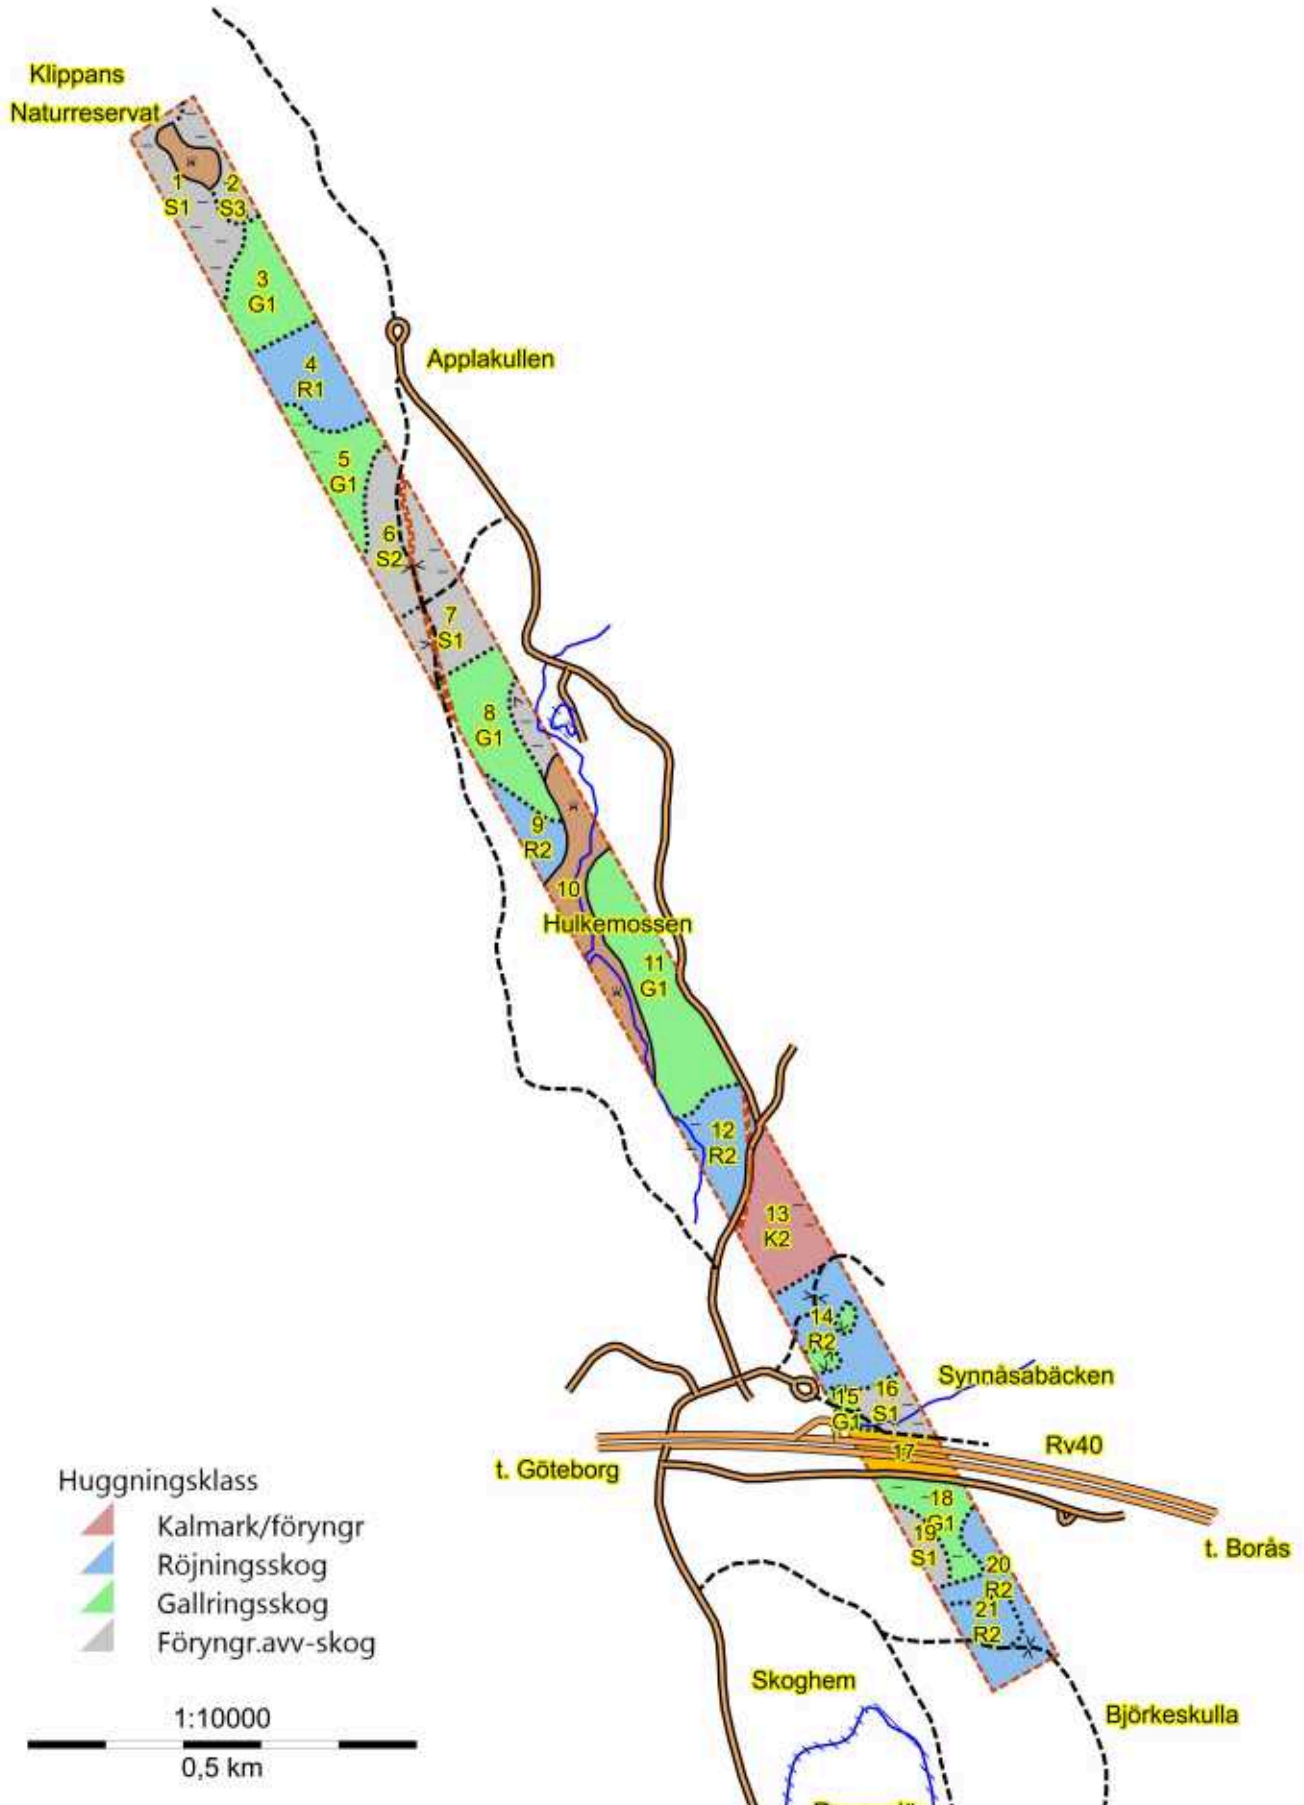 Klippans
Naturreservat
1
S1
2
S3
3
G1
Applakullen
4
R1
5
G1
6
S2
7
S1
8
G1
7
9
R2
10
Hulkemossen
11
G1
12
R2
13
K2
14
R2
Synnåsabäcken
15
G1
16
S1
Rv40
17
t. Göteborg
18
G1
19
S1
t. Borås
20
R2
21
R2
Huggningsklass
Kalmark/föryngr
Röjningsskog
Gallringsskog
Föryngr.avv-skog
Skoghem
Björkeskulla
1:10000
0,5 km